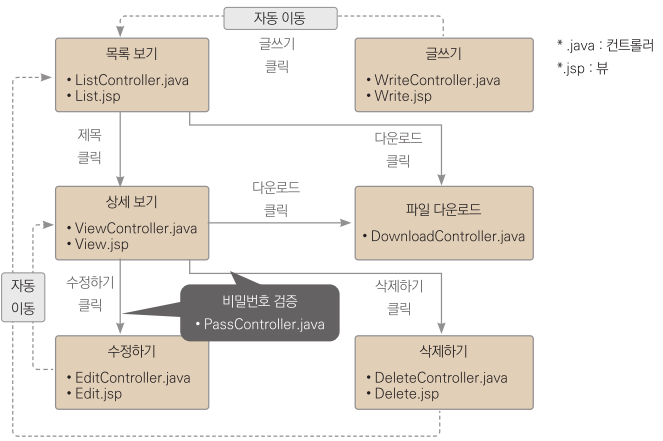 자동 이동
목록 보기
• ListController.java
• List.jsp
글쓰기
클릭
글쓰기
• WriteController.java
• Write.jsp
* .java : 컨트롤러
*.jsp : 뷰
제목
클릭
다운로드
클릭
상세 보기
• ViewController.java
• View.jsp
다운로드
클릭
파일 다운로드
• DownloadController.java
자동
이동
수정하기
클릭
비밀번호 검증
• PassController.java
삭제하기
클릭
수정하기
• EditController.java
• Edit.jsp
삭제하기
• DeleteController.java
• Delete.jsp